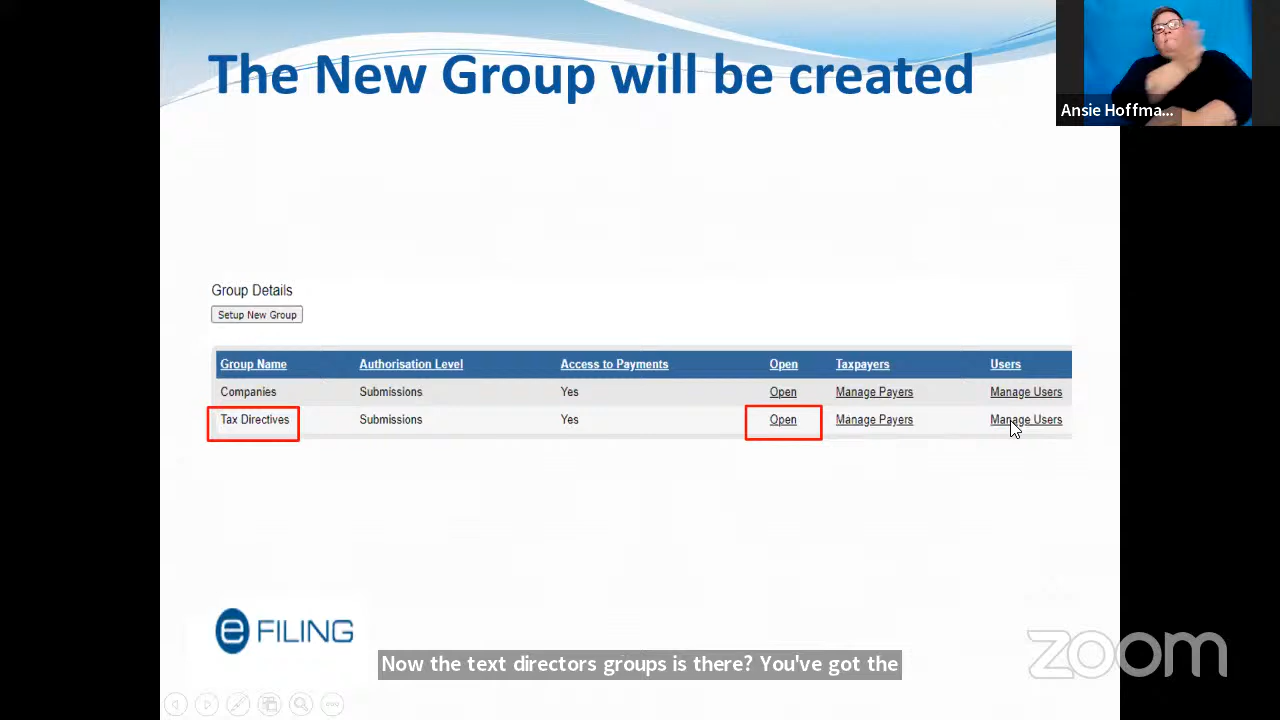 The New Group will be created
Ansie Hoffma...
Group Details
Setup New Group
Group Name Authorisation Level Access to Payments Open Taxpayers Users
Companies Submissions Yes Open Manage Payers Manage Users
Tax Directives Submissions Yes Open Manage Payers Manage Users
e FILING
Now the text directors groups is there? You've got the
zoom